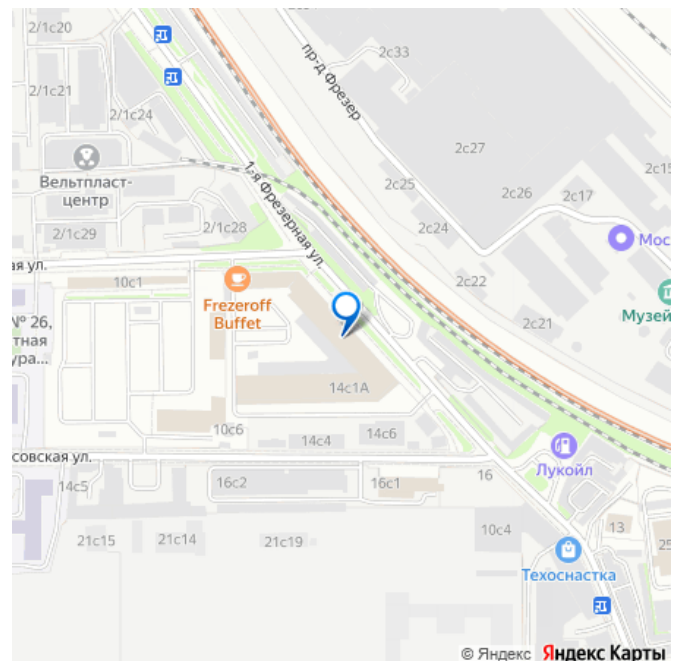 2/1с20
2с33
пр-д Фрезер
2/1с21
2/1с24
2с27
2с15
Вельтпласт-
центр
1-я Фрезерная ул.
2с25
2с26
2с17
2/1с29
2/1с28
2с24
Мос
ая ул.
10с1
2с22
Frezeroff
Buffet
Музей
№ 26,
тная
ура...
2с21
14с1А
10с6
14с4
14с6
совская ул.
Лукойл
14с5
16с2
16с1
16
21с15
21с14
21с19
10с4
13
25
Техоснастка
© Яндекс Яндекс Карты